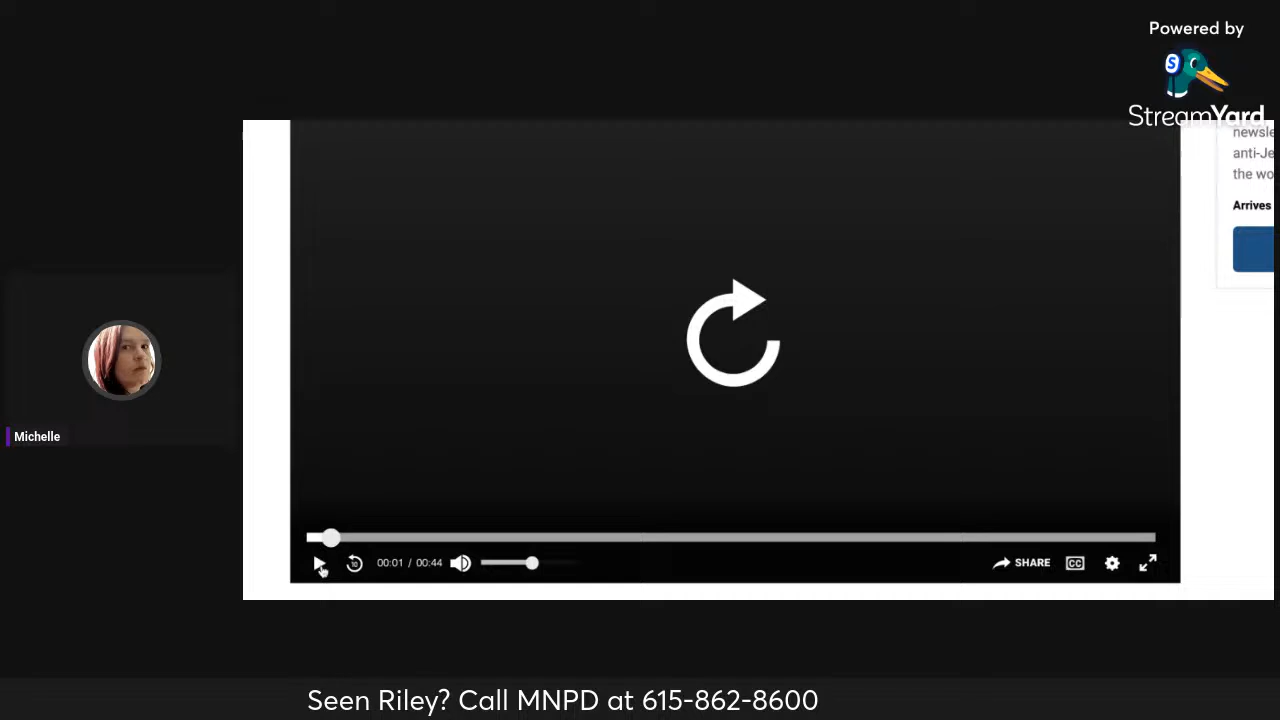 Powered by
S
StreamYard
newsle
anti-Je
the wo
Arrives
Michelle
10
00:01 / 00:44
SHARE
CC
Seen Riley? Call MNPD at 615-862-8600